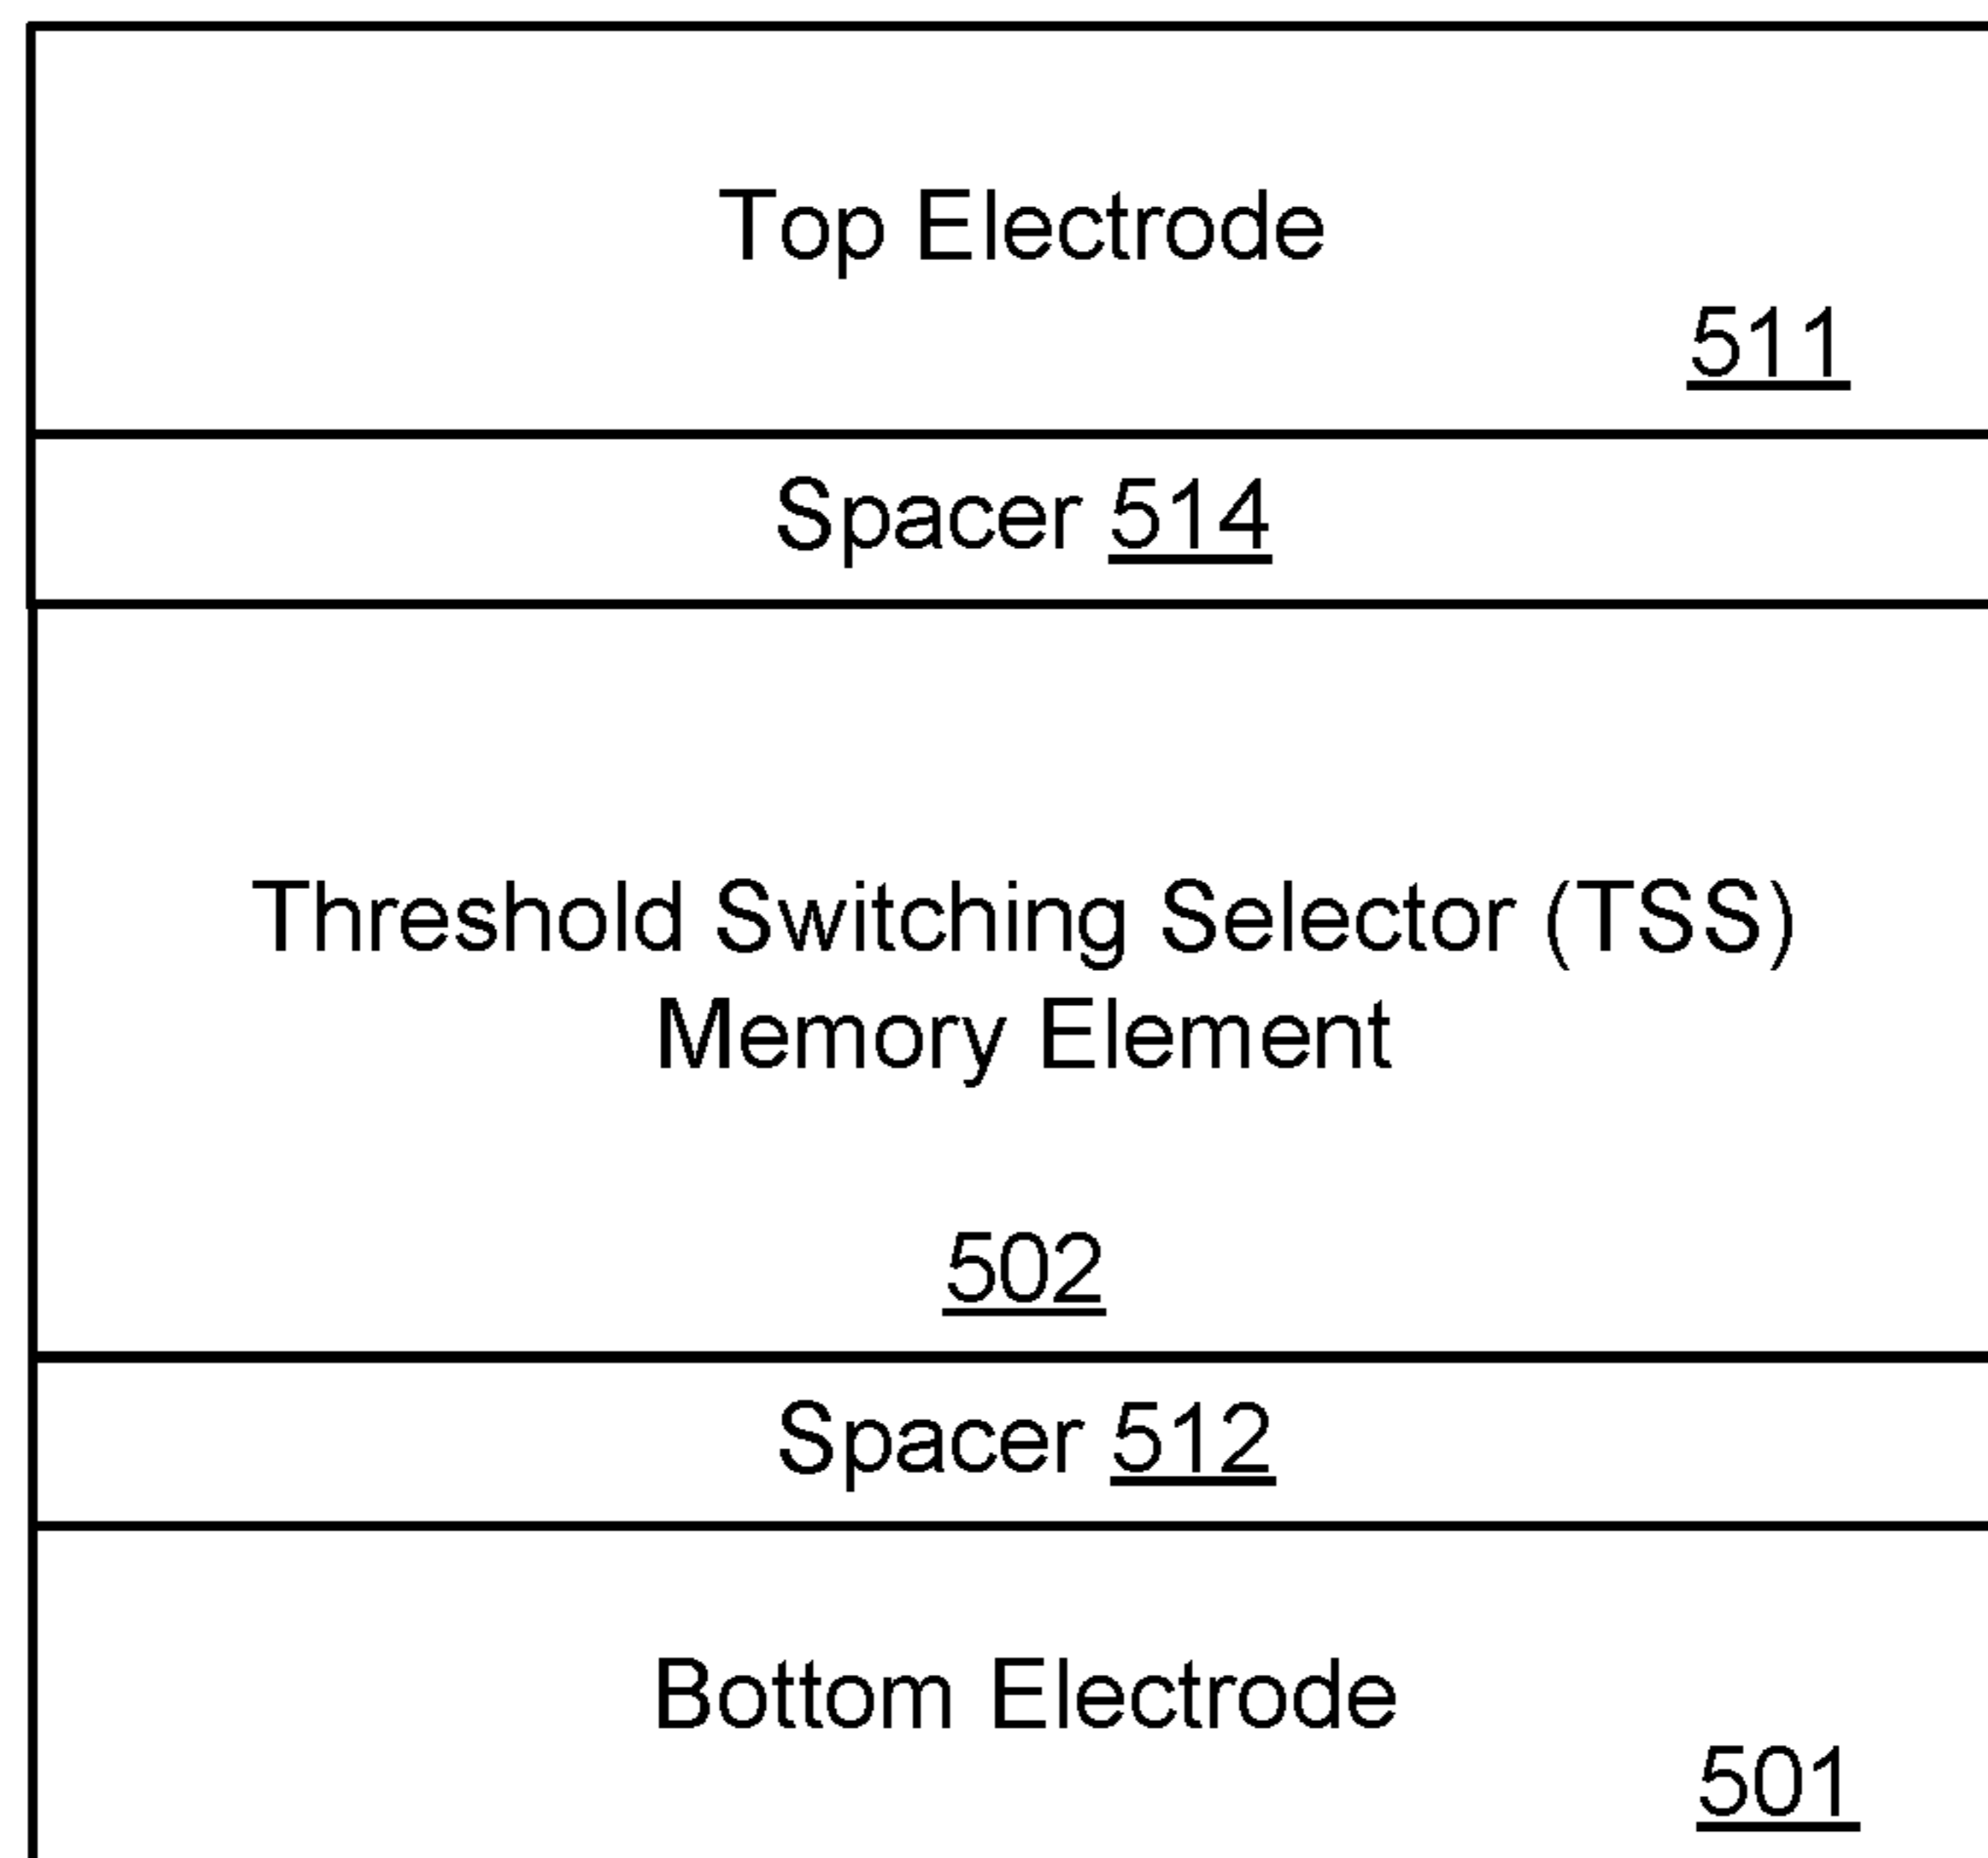 Top Electrode
511
Spacer 514
Threshold Switching Selector (TSS)
Memory Element
502
Spacer 512
Bottom Electrode
501